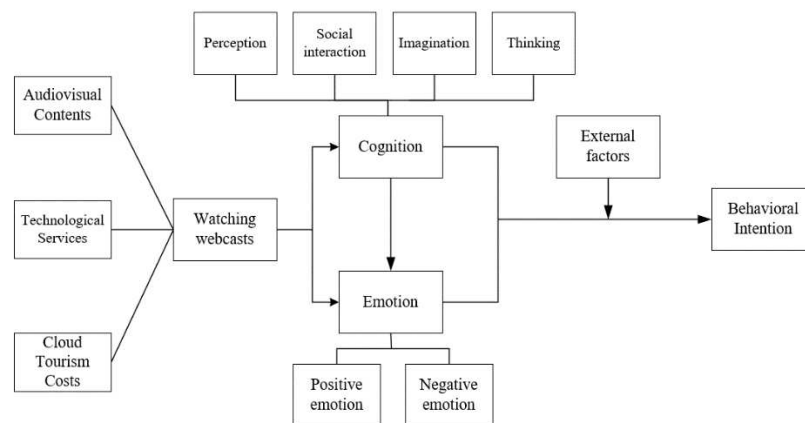 Perception
Social
interaction
Imagination
Thinking
Audiovisual
Contents
Cognition
External
factors
Technological
Services
Watching
webcasts
Behavioral
Intention
Emotion
Cloud
Tourism
Costs
Positive
emotion
Negative
emotion